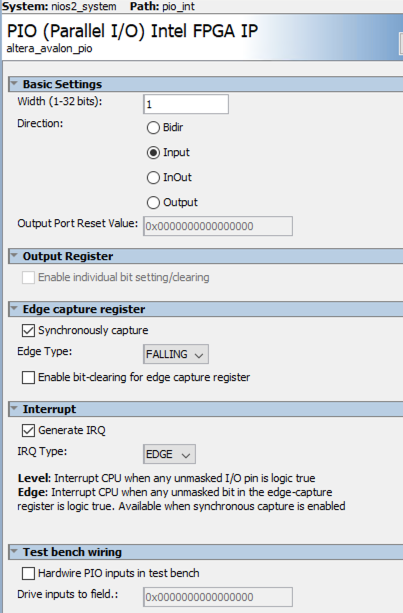 System: nios2_system Path: pio_int
PIO (Parallel I/O) Intel FPGA IP
altera_avalon_pio
Basic Settings
Width (1-32 bits): 1
Direction:
Bidir
Input
InOut
Output
Output Port Reset Value: 0x0000000000000000
Output Register
Enable individual bit setting/clearing
Edge capture register
Synchronously capture
Edge Type: FALLING
Enable bit-clearing for edge capture register
Interrupt
Generate IRQ
IRQ Type: EDGE
Level: Interrupt CPU when any unmasked I/O pin is logic true
Edge: Interrupt CPU when any unmasked bit in the edge-capture
register is logic true. Available when synchronous capture is enabled
Test bench wiring
Hardwire PIO inputs in test bench
Drive inputs to field.: 0x0000000000000000